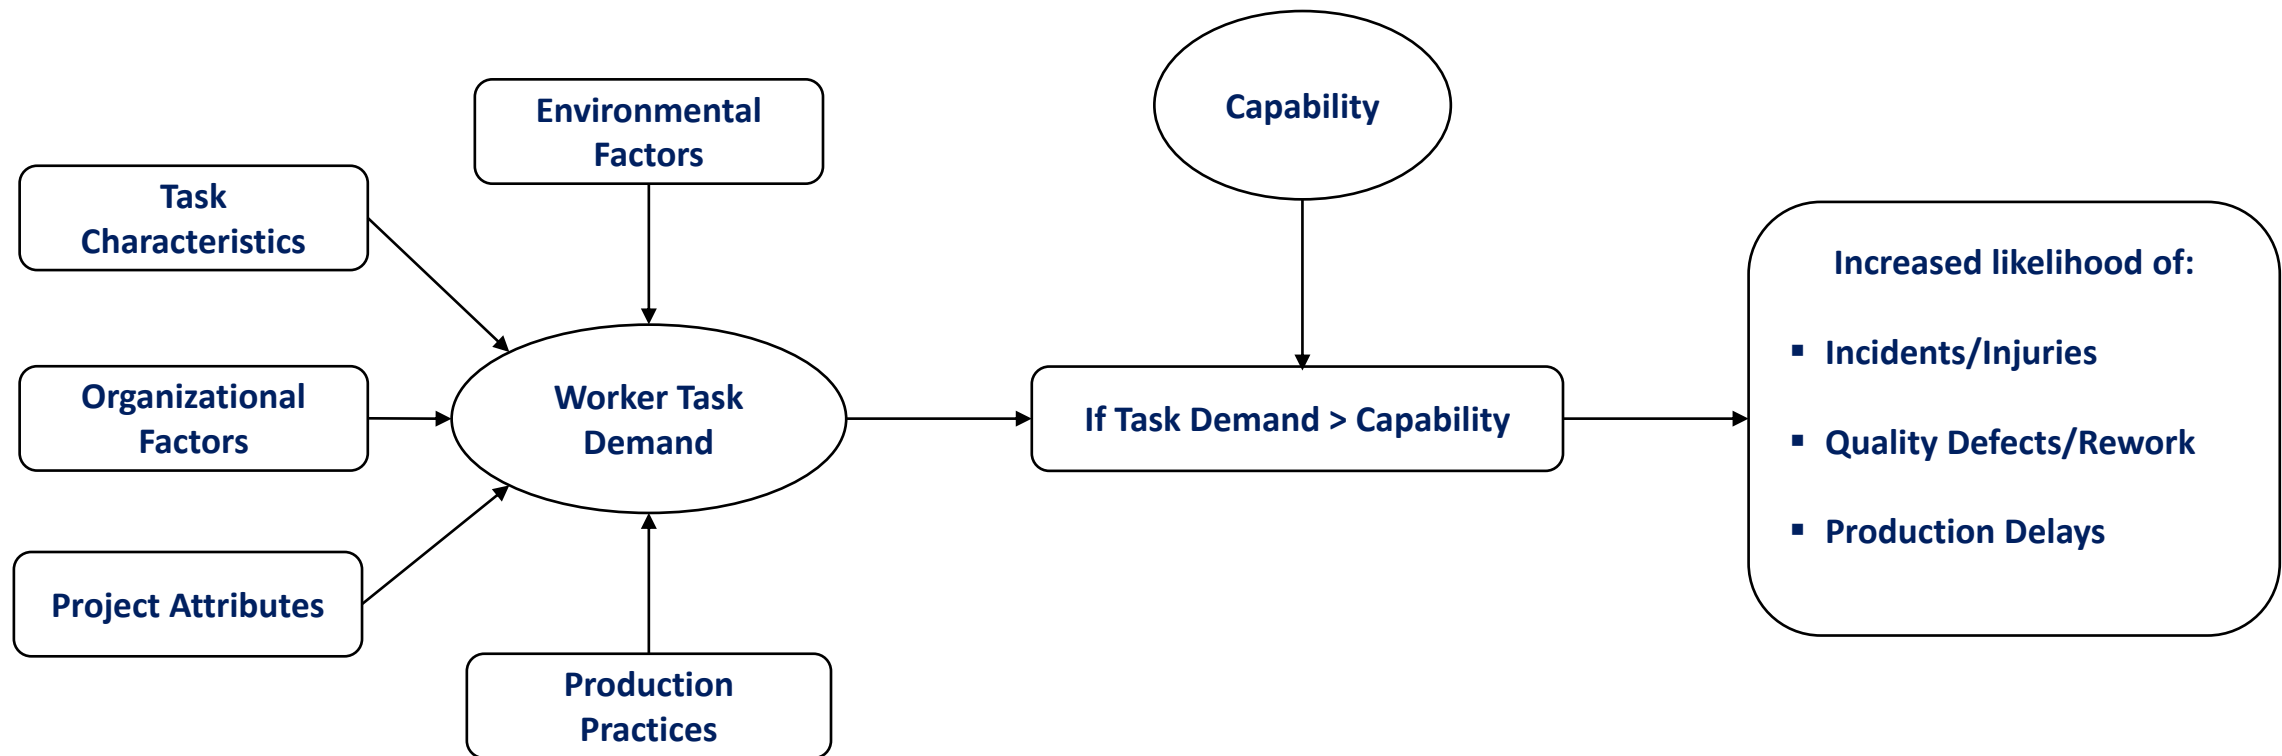 Environmental
Factors
Capability
Task
Characteristics
Increased likelihood of:
▪ Incidents/Injuries
Organizational
Factors
Worker Task
Demand
If Task Demand > Capability
▪ Quality Defects/Rework
▪ Production Delays
Project Attributes
Production
Practices